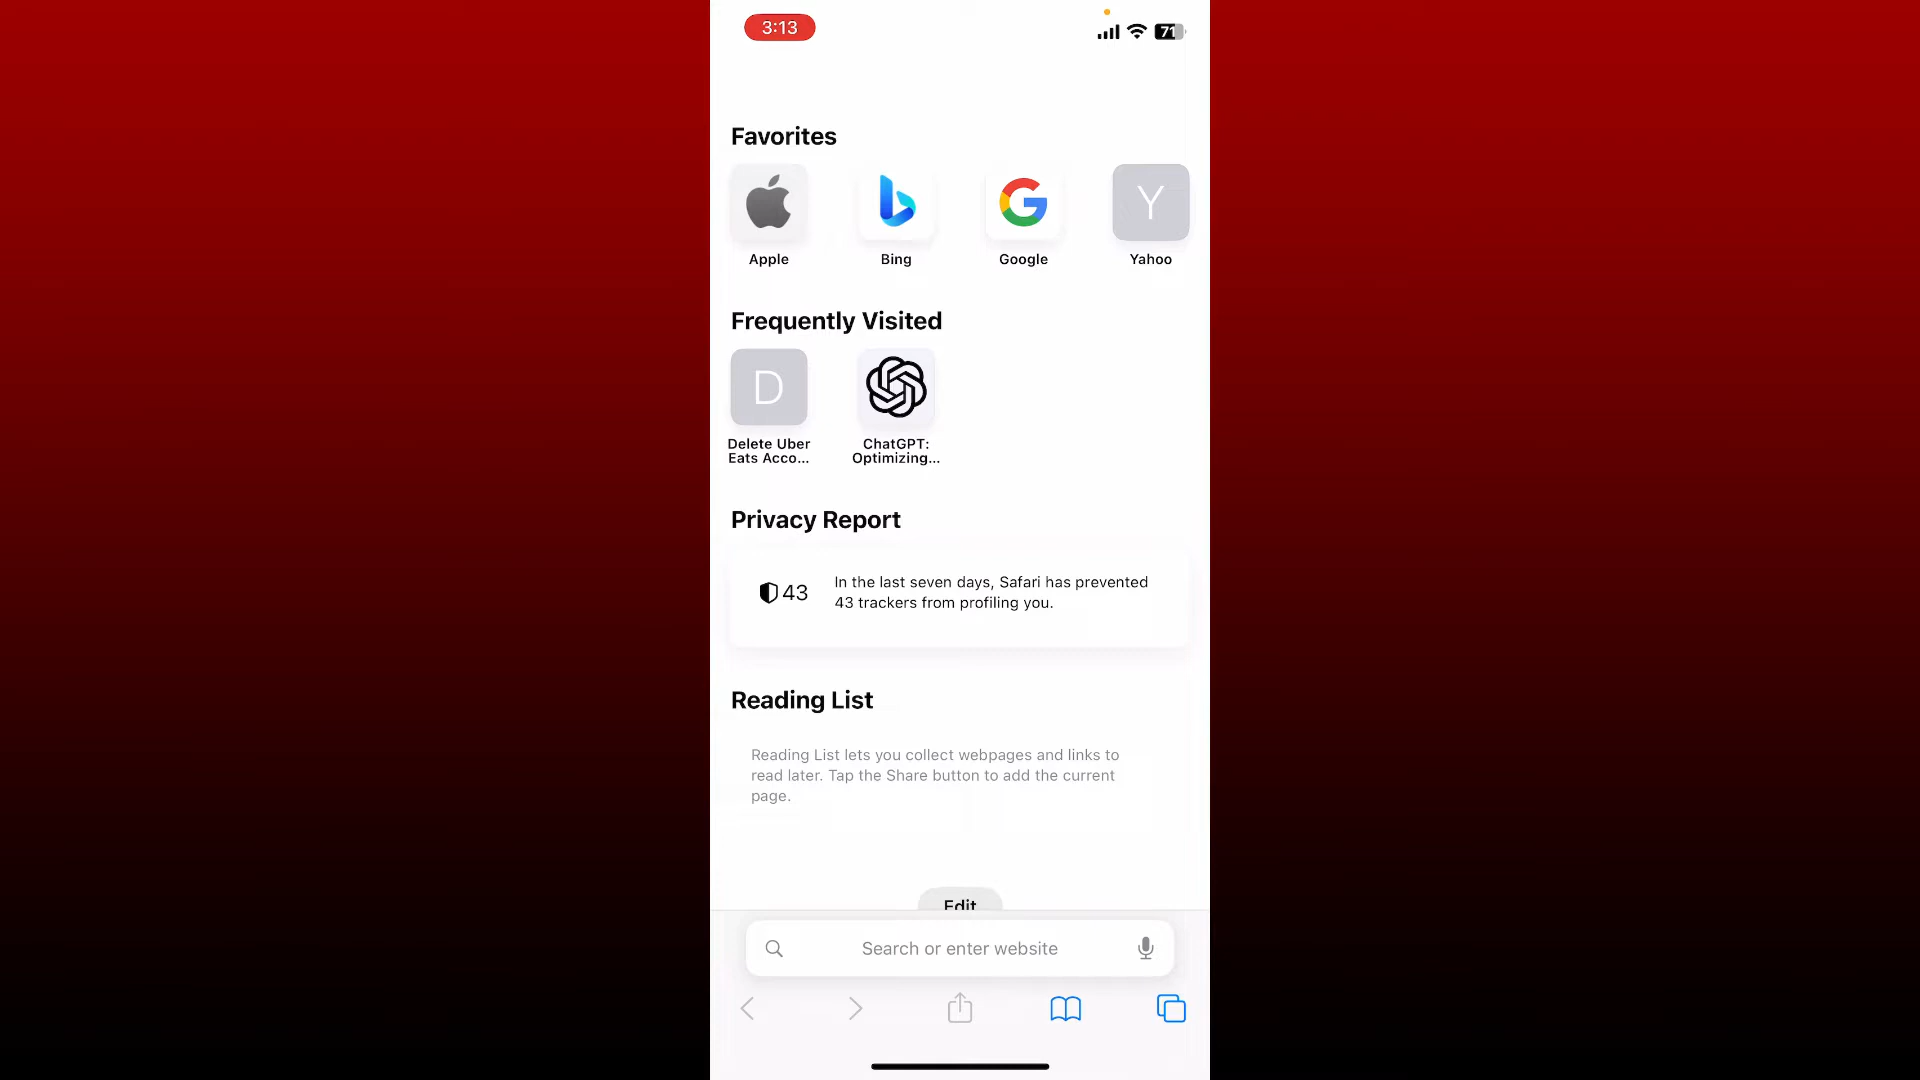 3:13
71
Favorites
Y
Apple
Bing
Google
Yahoo
Frequently Visited
D
Delete Uber
Eats Acco...
ChatGPT:
Optimizing...
Privacy Report
43
In the last seven days, Safari has prevented
43 trackers from profiling you.
Reading List
Reading List lets you collect webpages and links to
read later. Tap the Share button to add the current
page.
Edit
Search or enter website